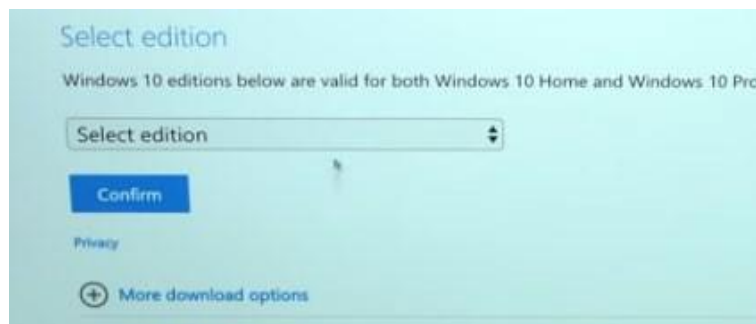 Select edition
Windows 10 editions below are valid for both Windows 10 Home and Windows 10 Pro
Select edition
Confirm
Privacy
More download options